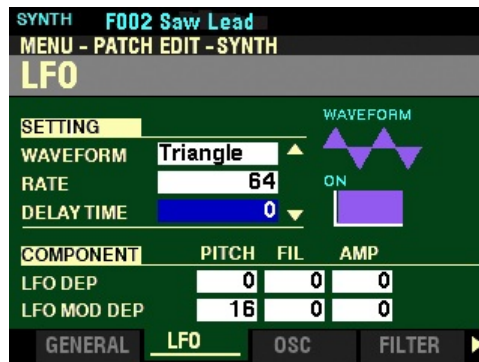 SYNTH F002 Saw Lead
MENU - PATCH EDIT - SYNTH
LFO
WAVEFORM
SETTING
WAVEFORM Triangle
RATE 64
ON
DELAY TIME 0
COMPONENT PITCH FIL AMP
LFO DEP 0 0 0
LFO MOD DEP 16 0 0
GENERAL LFO OSC FILTER